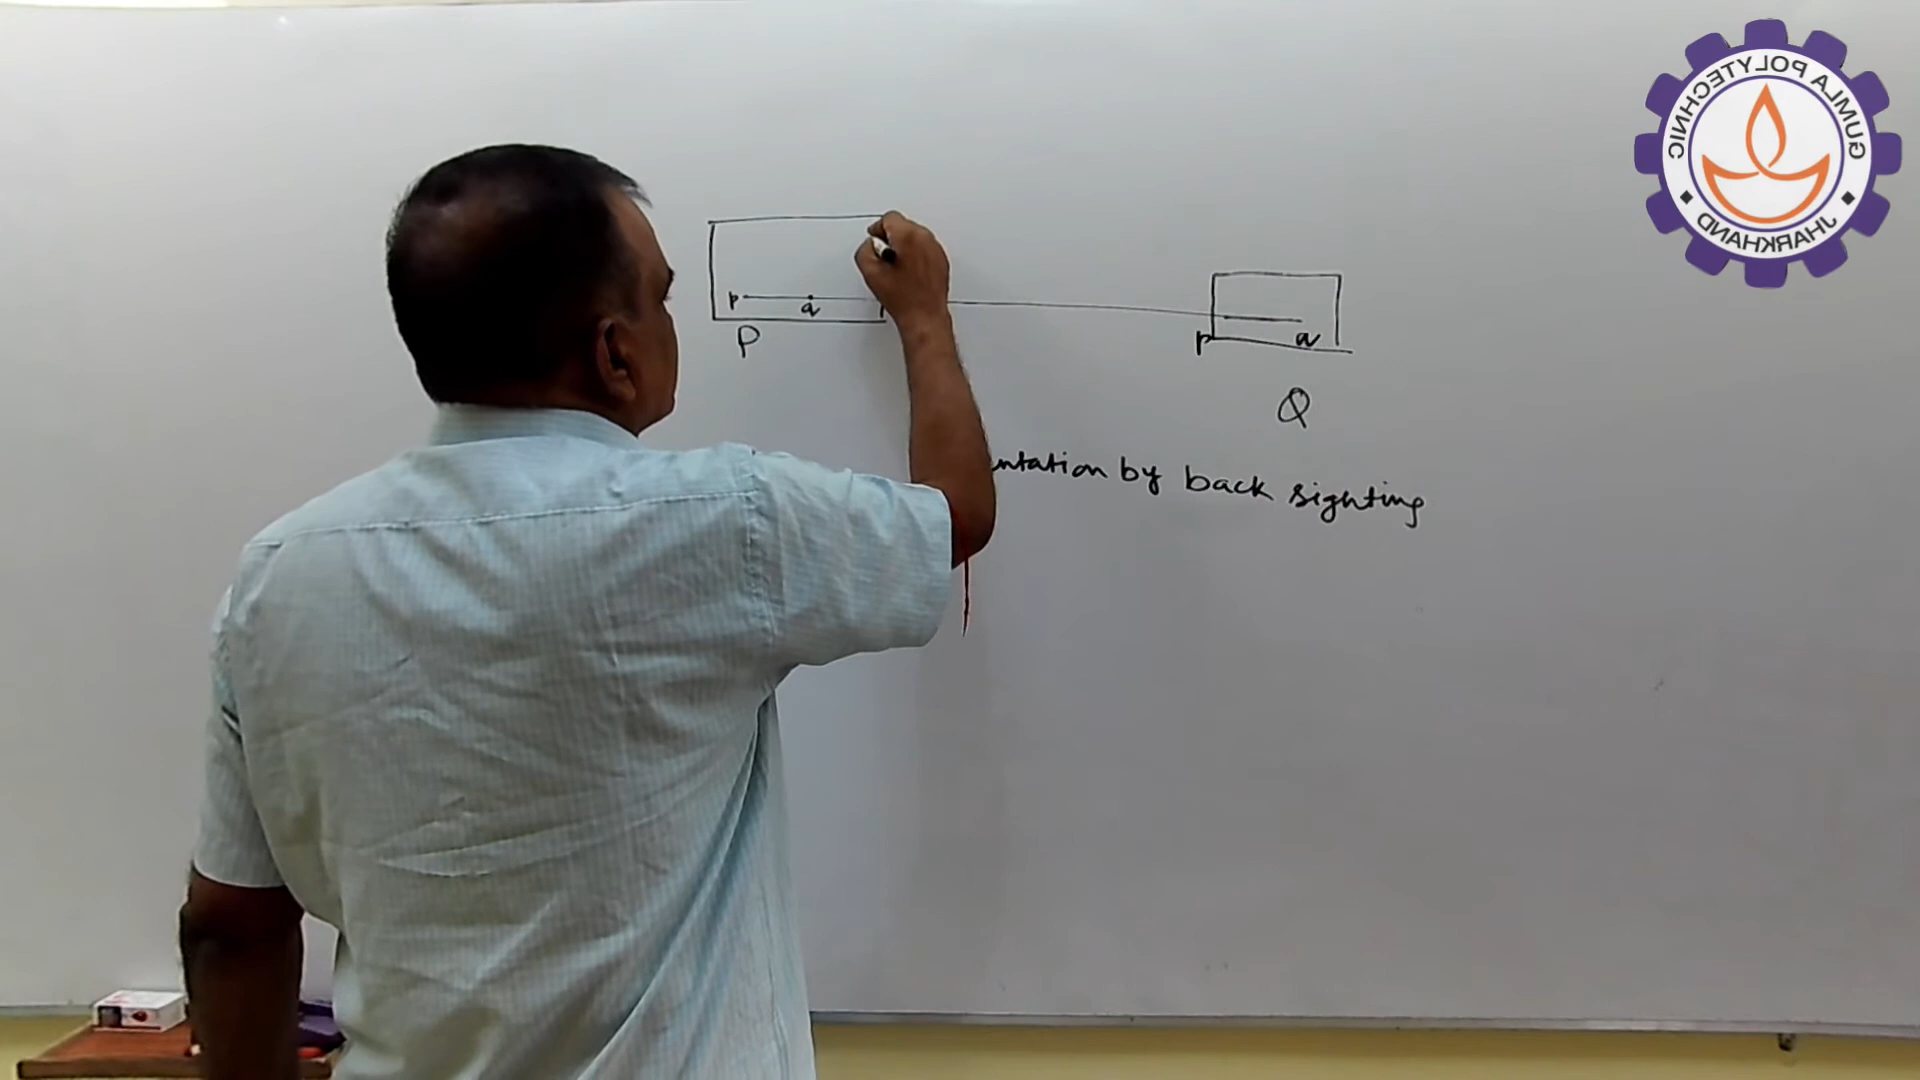 GUMLA POLYTECHNIC
JHARKHAND
p a
P
p a
Q
ntation by back sighting